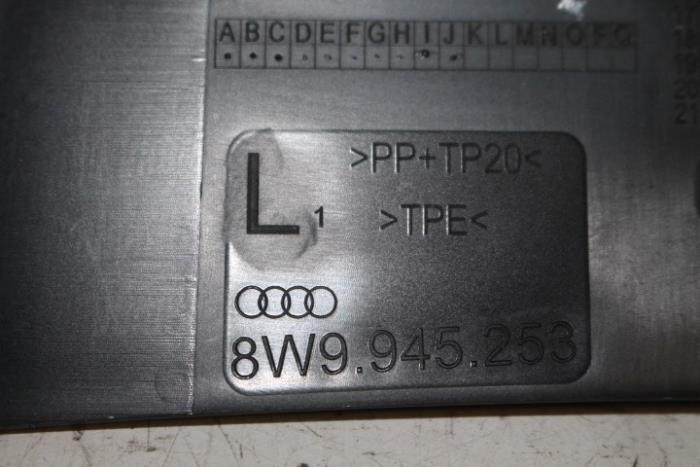 A B C D E F G H I J K L M N O P Q
>PP+TP20<
L 1
>TPE<
8W9.945.253